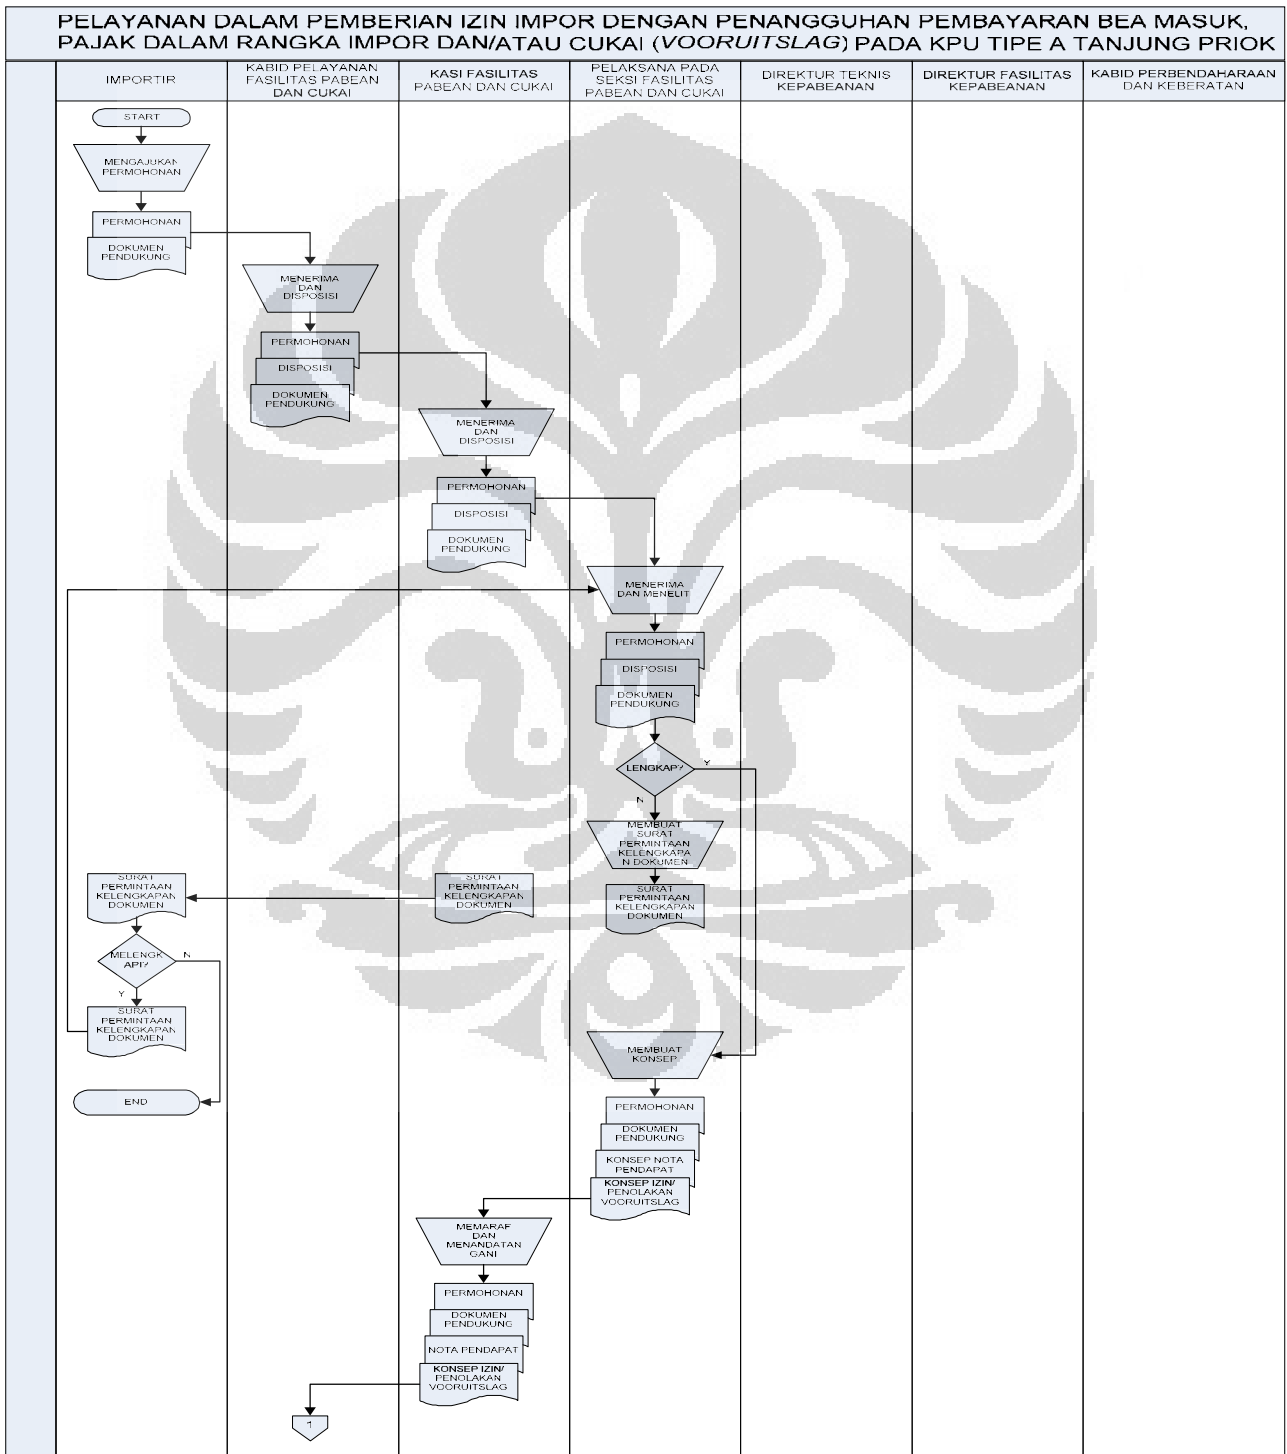 PELAYANAN DALAM PEMBERIAN IZIN IMPOR DENGAN PENANGGUHAN PEMBAYARAN BEA MASUK,
PAJAK DALAM RANGKA IMPOR DAN/ATAU CUKAI (VOORUITSLAG) PADA KPU TIPE A TANJUNG PRIOK
IMPORTIR
KABID PELAYANAN
FASILITAS PABEAN
DAN CUKAI
KASI FASILITAS
PABEAN DAN CUKAI
PELAKSANA PADA
SEKSI FASILITAS
PABEAN DAN CUKAI
DIREKTUR TEKNIS
KEPABEANAN
DIREKTUR FASILITAS
KEPABEANAN
KABID PERBENDAHARAAN
DAN KEBERATAN
START
MENGAJUKAN
PERMOHONAN
PERMOHONAN
DOKUMEN
PENDUKUNG
MENERIMA
DAN
DISPOSISI
PERMOHONAN
DISPOSISI
DOKUMEN
PENDUKUNG
MENERIMA
DAN
DISPOSISI
PERMOHONAN
DISPOSISI
DOKUMEN
PENDUKUNG
MENERIMA
DAN MENELIT
PERMOHONAN
DISPOSISI
DOKUMEN
PENDUKUNG
LENGKAP?
Y
N
MEMBUAT
SURAT
PERMINTAAN
KELENGKAPA
N DOKUMEN
SURAT
PERMINTAAN
KELENGKAPAN
DOKUMEN
SURAT
PERMINTAAN
KELENGKAPAN
DOKUMEN
SURAT
PERMINTAAN
KELENGKAPAN
DOKUMEN
MELENGK
API?
N
Y
SURAT
PERMINTAAN
KELENGKAPAN
DOKUMEN
END
MEMBUAT
KONSEP
PERMOHONAN
DOKUMEN
PENDUKUNG
KONSEP NOTA
PENDAPAT
KONSEP IZIN/
PENOLAKAN
VOORUITSLAG
MEMARAF
DAN
MENANDATAN
GANI
PERMOHONAN
DOKUMEN
PENDUKUNG
NOTA PENDAPAT
KONSEP IZIN/
PENOLAKAN
VOORUITSLAG
1